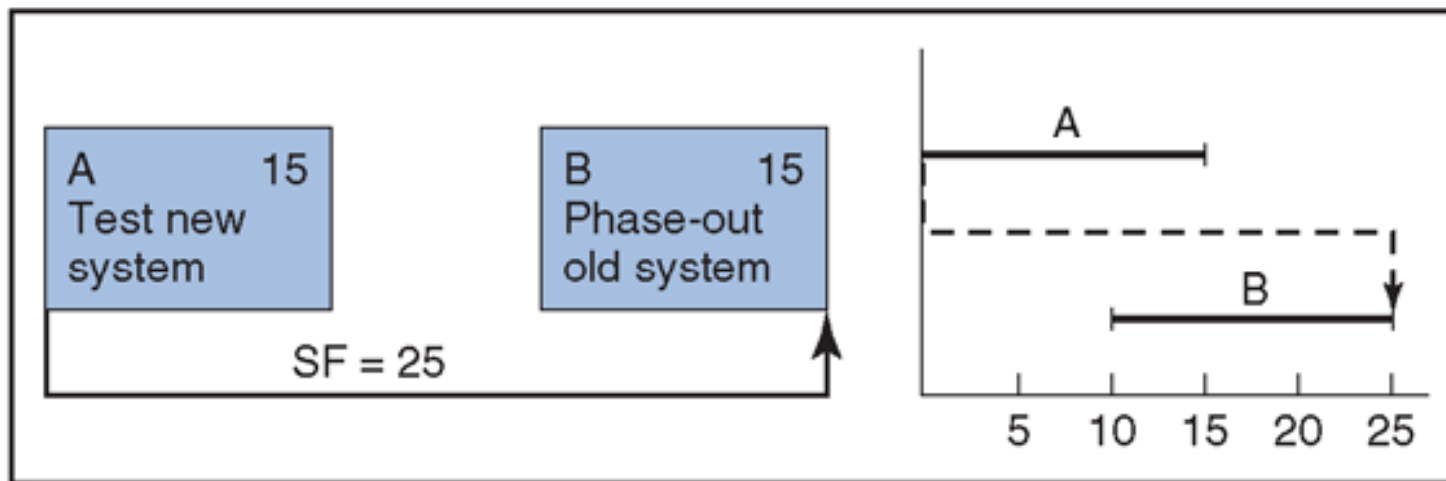 A 15
Test new
system
B 15
Phase-out
old system
SF = 25
A
B
5 10 15 20 25